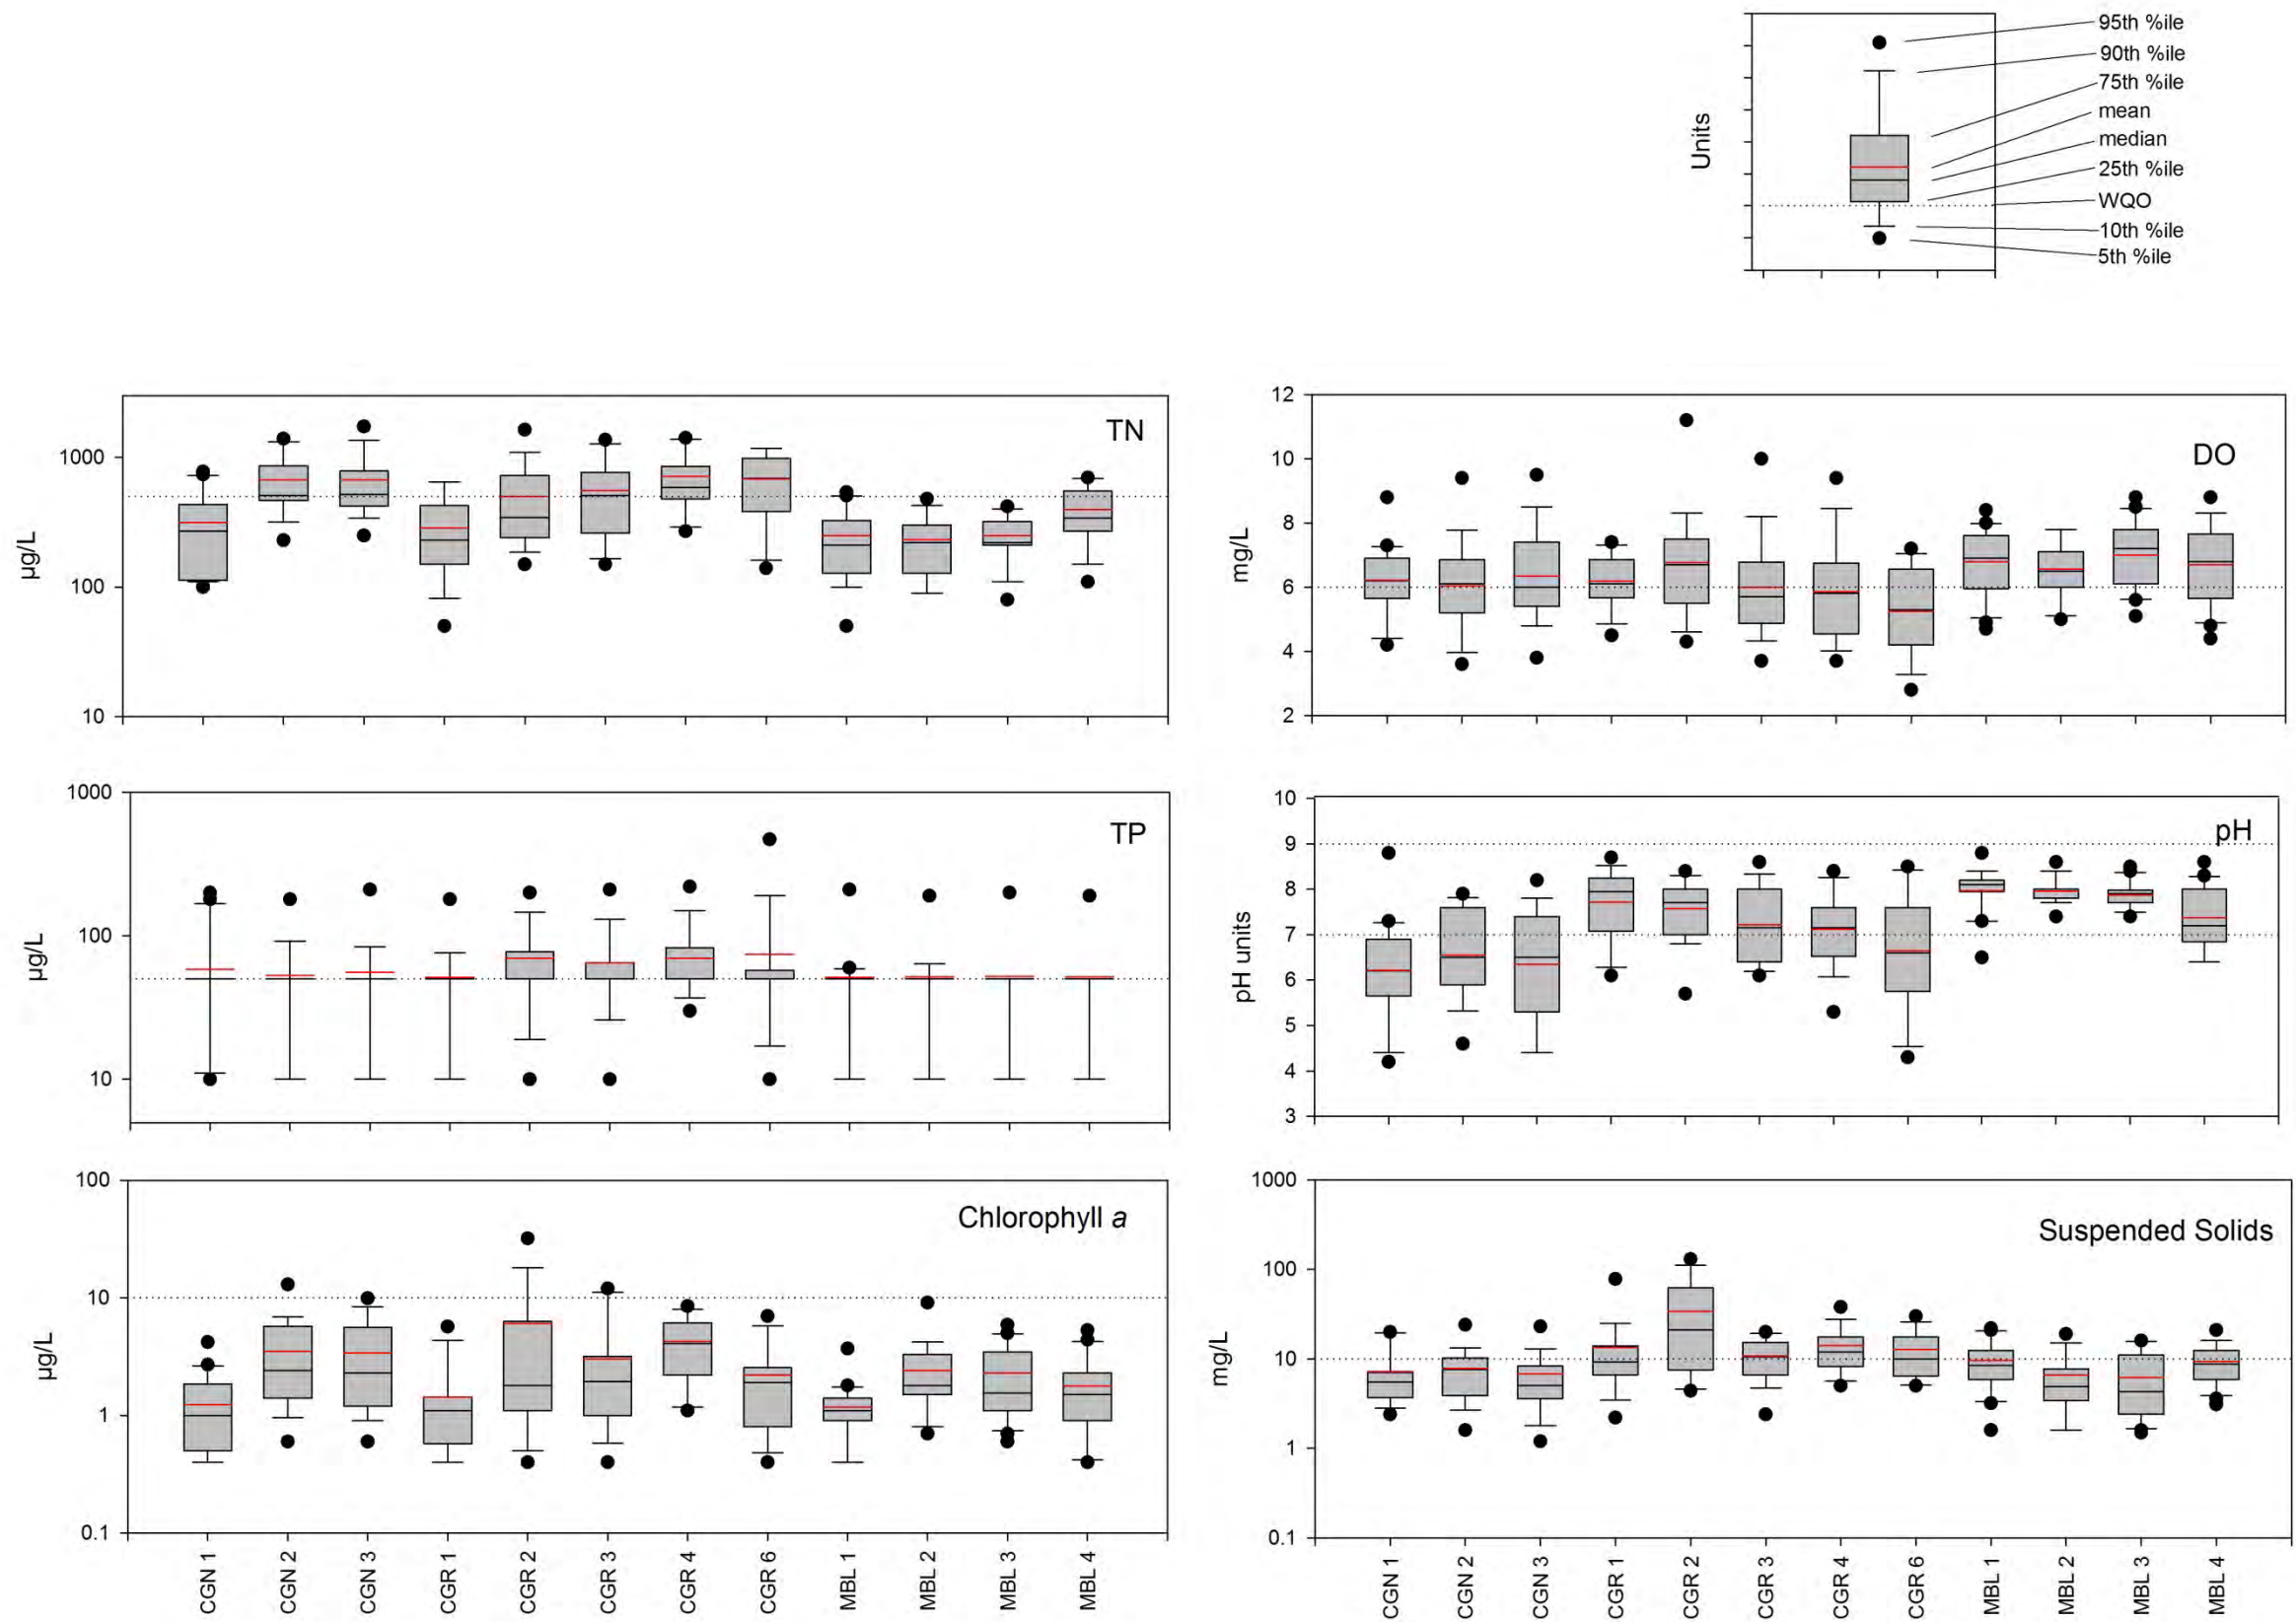 Units
95th %ile
90th %ile
75th %ile
mean
median
25th %ile
WQO
10th %ile
5th %ile
TN
µg/L
1000
100
10
DO
mg/L
12
10
8
6
4
2
TP
µg/L
1000
100
10
pH
pH units
10
9
8
7
6
5
4
3
Chlorophyll a
µg/L
100
10
1
0.1
CGN 1
CGN 2
CGN 3
CGR 1
CGR 2
CGR 3
CGR 4
CGR 6
MBL 1
MBL 2
MBL 3
MBL 4
Suspended Solids
mg/L
1000
100
10
1
0.1
CGN 1
CGN 2
CGN 3
CGR 1
CGR 2
CGR 3
CGR 4
CGR 6
MBL 1
MBL 2
MBL 3
MBL 4